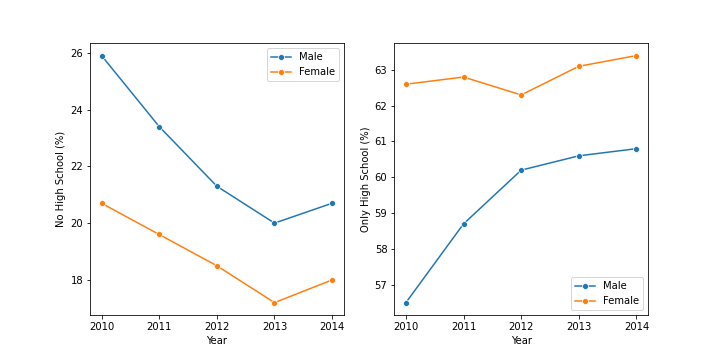 No High School (%)
26
24
22
20
18
2010 2011 2012 2013 2014
Year
Male
Female
Only High School (%)
63
62
61
60
59
58
57
2010 2011 2012 2013 2014
Year
Male
Female